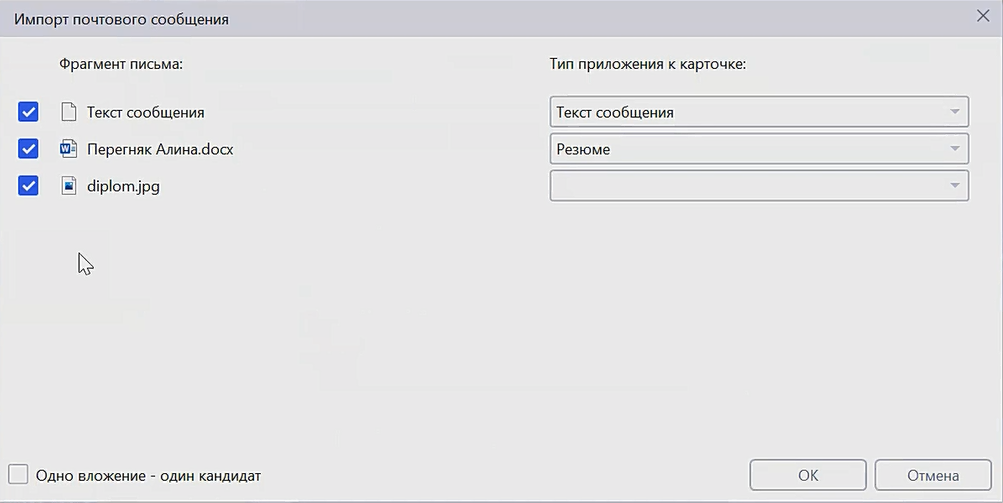 Импорт почтового сообщения
Фрагмент письма: Тип приложения к карточке:
Текст сообщения Текст сообщения
Перегняк Алина.docx Резюме
diplom.jpg
Одно вложение - один кандидат OK Отмена